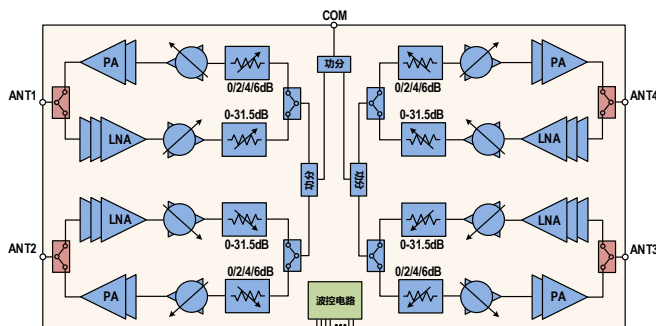 COM
功分
PA
0/2/4/6dB
0/2/4/6dB
PA
ANT1
ANT4
LNA
0-31.5dB
0-31.5dB
LNA
功分
功分
LNA
0-31.5dB
0-31.5dB
LNA
ANT2
ANT3
PA
0/2/4/6dB
0/2/4/6dB
PA
波控电路